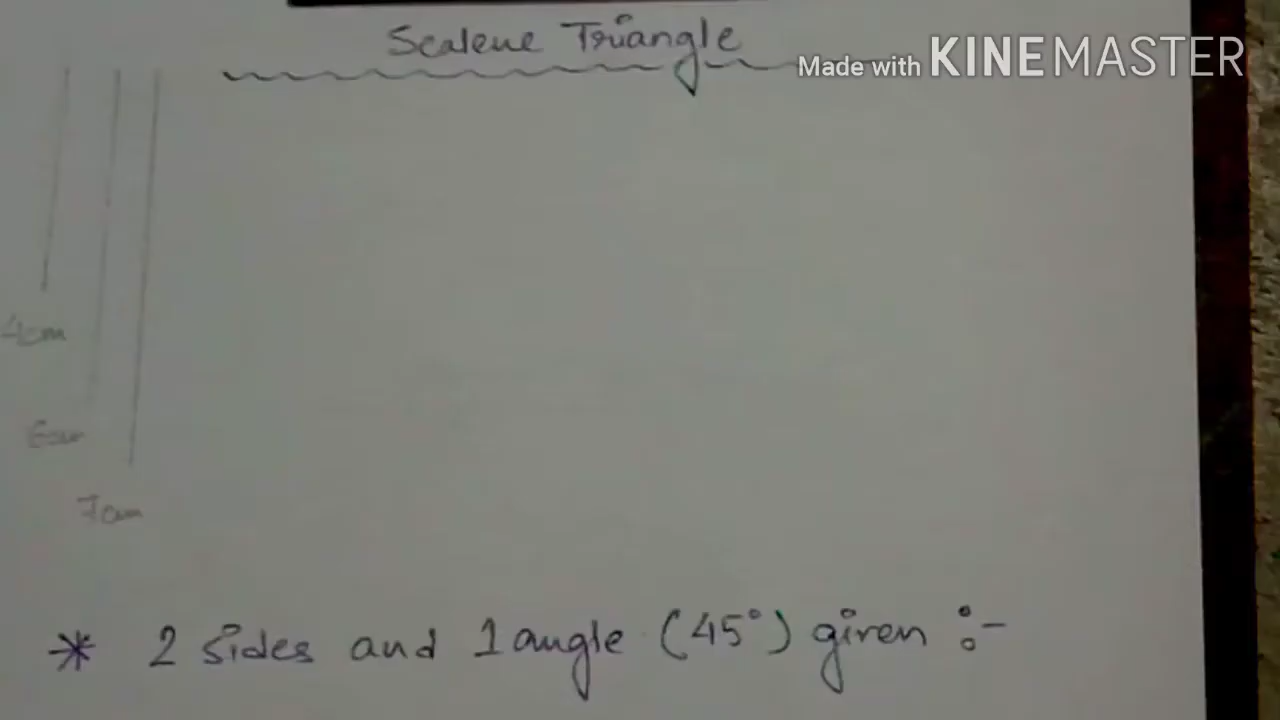 Scalene Triangle
Made with KINEMASTER
4cm
6cm
7cm
* 2 sides and 1 angle (45°) given :-